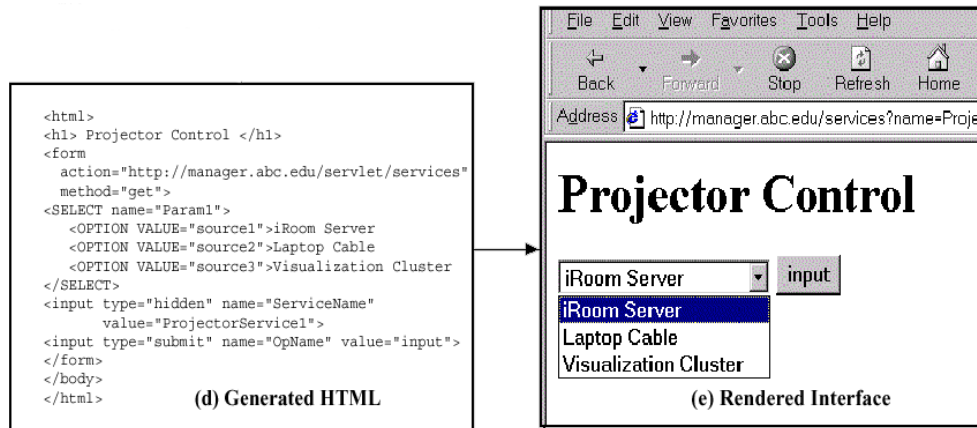 <html>
<h1> Projector Control </h1>
<form
action="http://manager.abc.edu/servlet/services"
method="get">
<SELECT name="Param1">
<OPTION VALUE="source1">iRoom Server
<OPTION VALUE="source2">Laptop Cable
<OPTION VALUE="source3">Visualization Cluster
</SELECT>
<input type="hidden" name="ServiceName"
value="ProjectorService1">
<input type="submit" name="OpName" value="input">
</form>
</body>
</html>
(d) Generated HTML
File Edit View Favorites Tools Help
Back Forward Stop Refresh Home
Address http://manager.abc.edu/services?name=Proje
Projector Control
iRoom Server input
iRoom Server
Laptop Cable
Visualization Cluster
(e) Rendered Interface